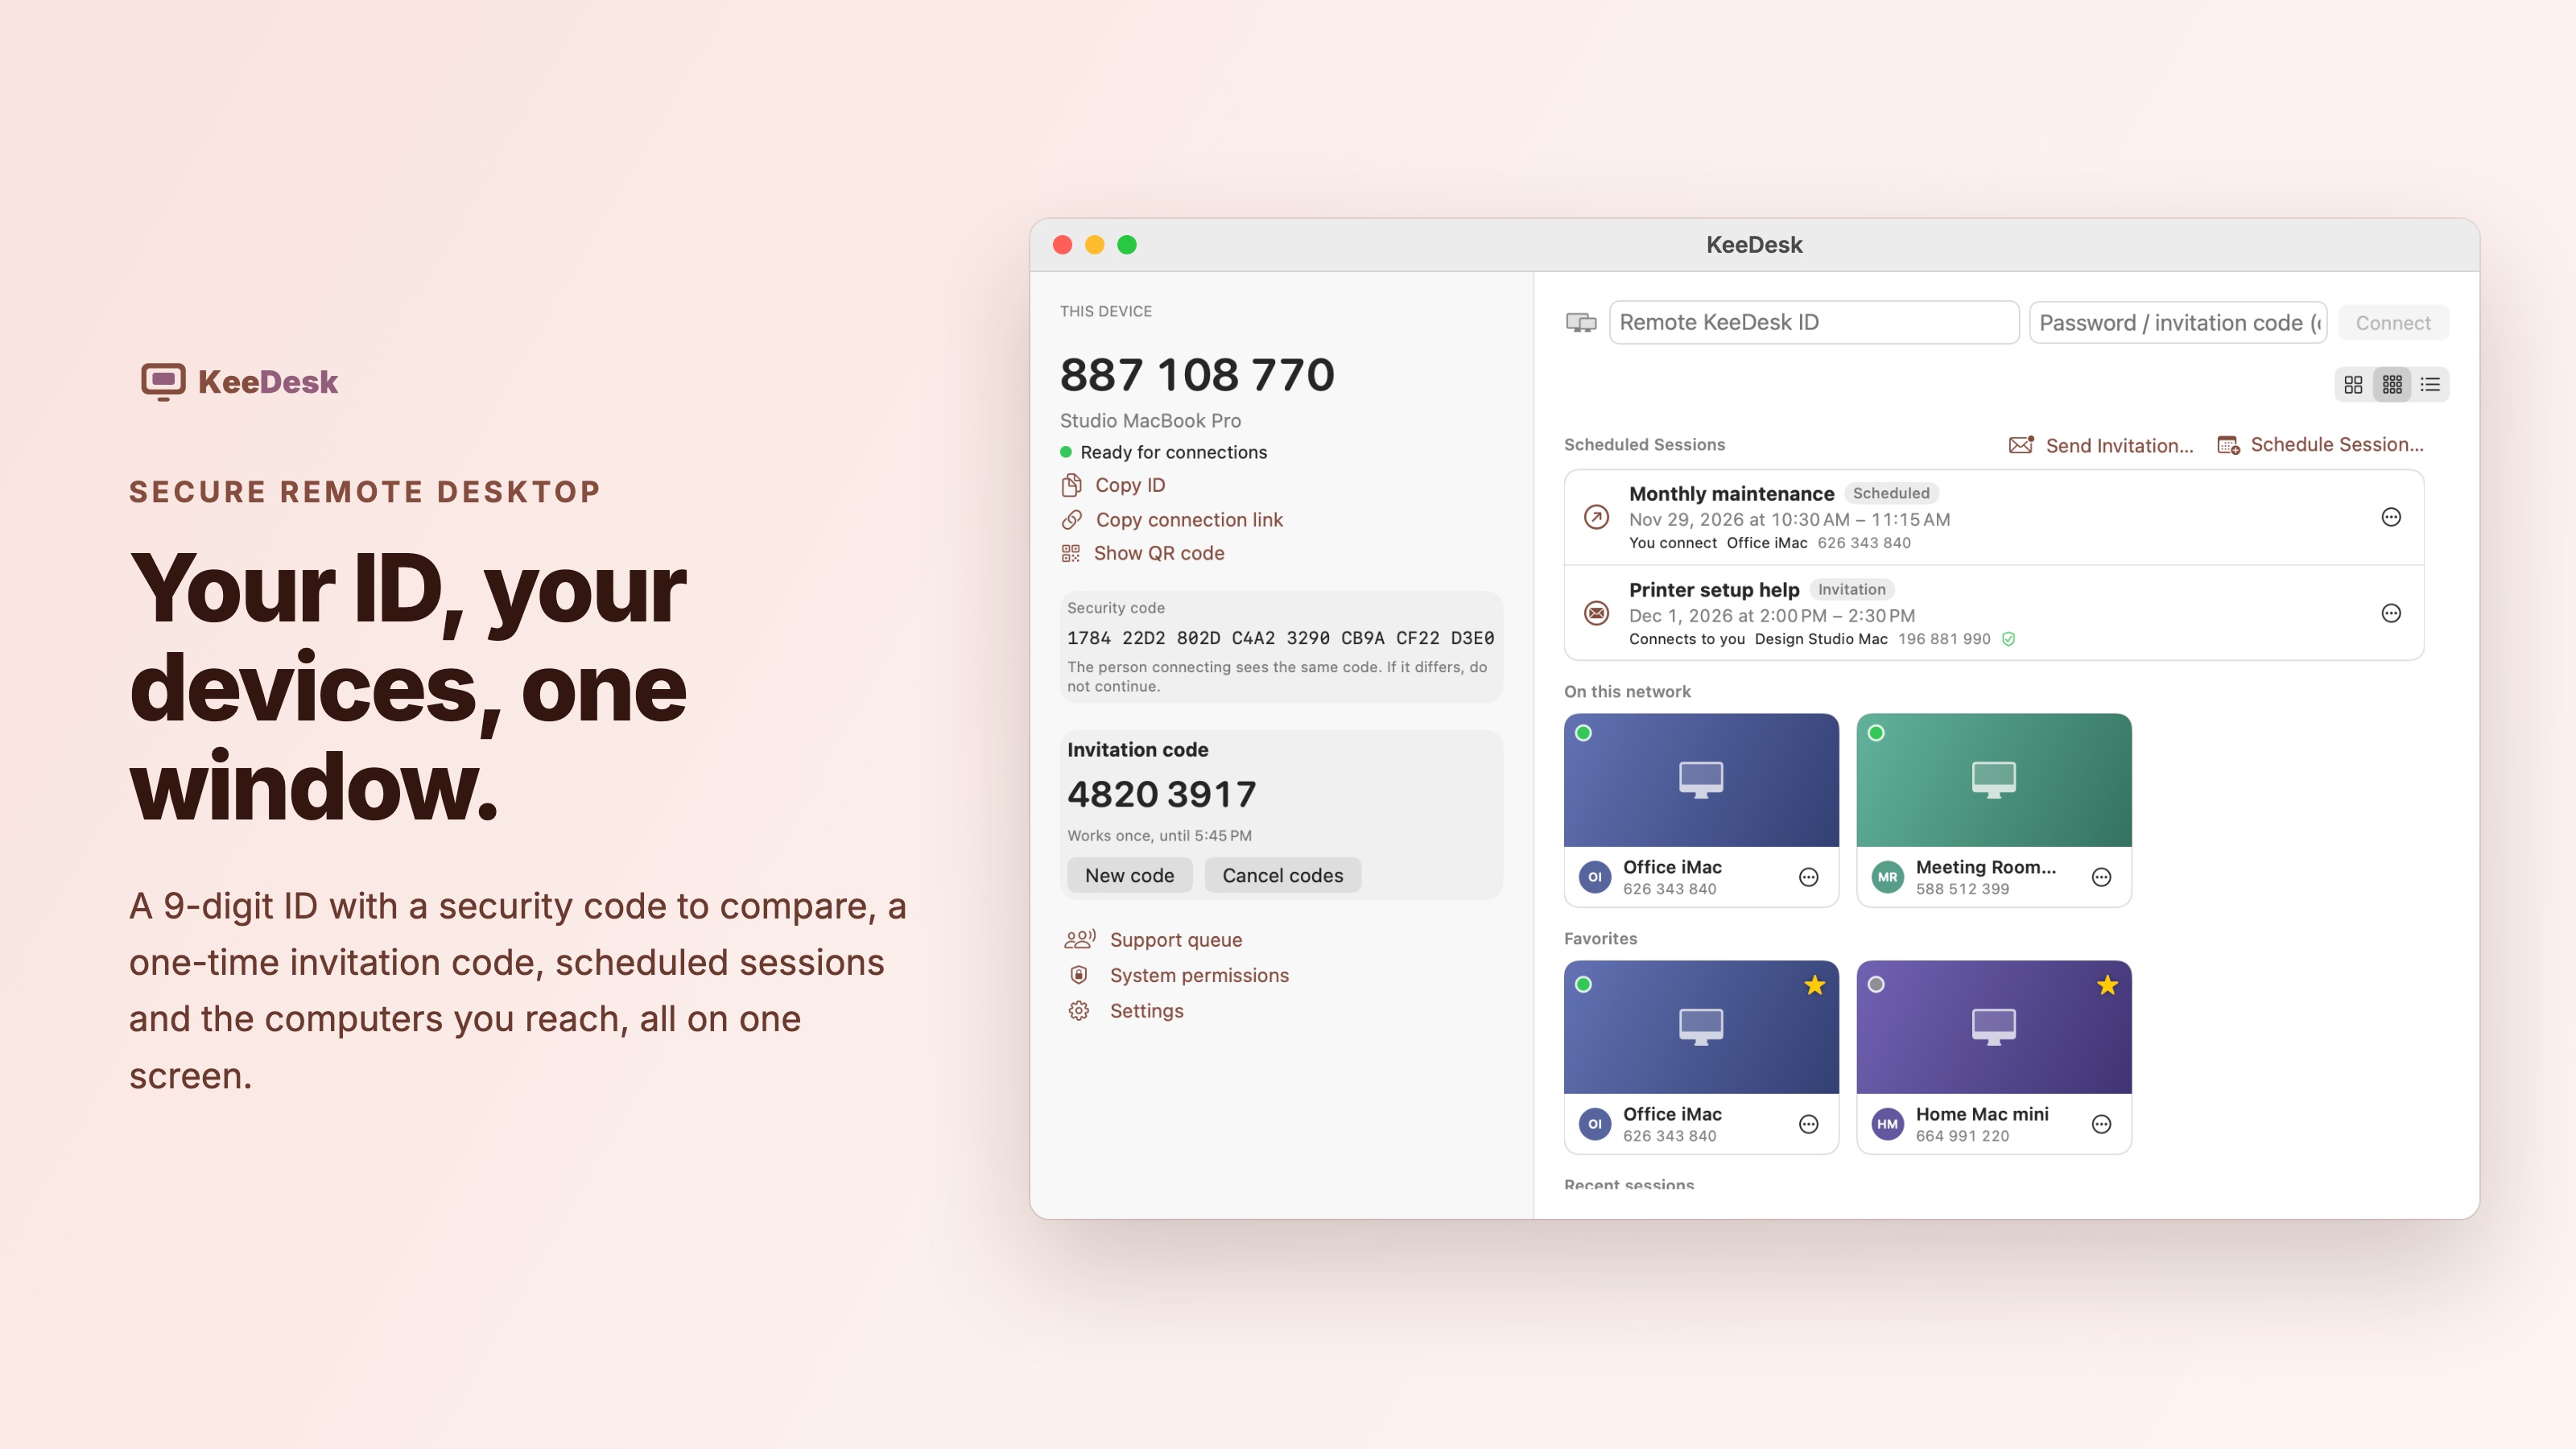 KeeDesk
SECURE REMOTE DESKTOP
Your ID, your
devices, one
window.
A 9-digit ID with a security code to compare, a
one-time invitation code, scheduled sessions
and the computers you reach, all on one
screen.
KeeDesk
THIS DEVICE
887 108 770
Studio MacBook Pro
Ready for connections
Copy ID
Copy connection link
Show QR code
Security code
1784 22D2 802D C4A2 3290 CB9A CF22 D3E0
The person connecting sees the same code. If it differs, do
not continue.
Invitation code
4820 3917
Works once, until 5:45 PM
New code Cancel codes
Support queue
System permissions
Settings
Remote KeeDesk ID Password / invitation code ( Connect
Scheduled Sessions Send Invitation... Schedule Session...
Monthly maintenance Scheduled
Nov 29, 2026 at 10:30 AM – 11:15 AM
You connect Office iMac 626 343 840
Printer setup help Invitation
Dec 1, 2026 at 2:00 PM – 2:30 PM
Connects to you Design Studio Mac 196 881 990
On this network
OI Office iMac
626 343 840
MR Meeting Room...
588 512 399
Favorites
OI Office iMac
626 343 840
HM Home Mac mini
664 991 220
Recent sessions